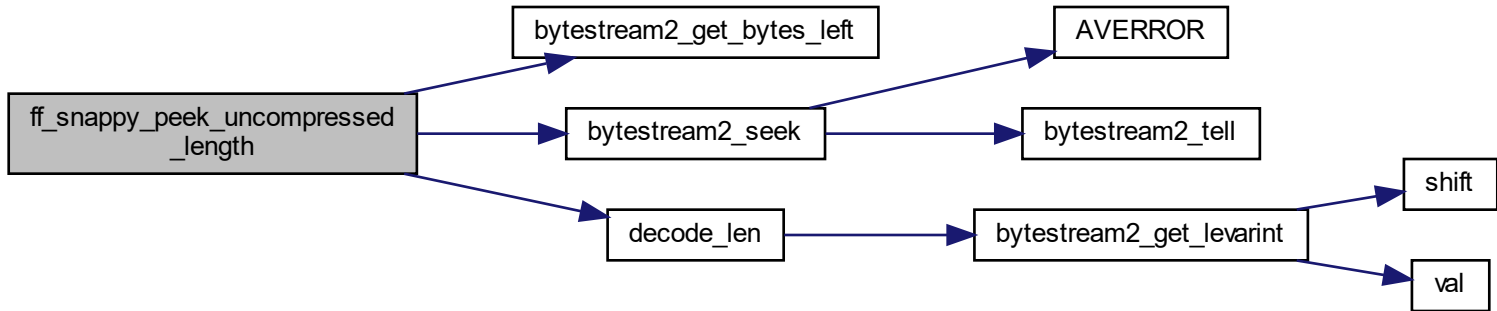 ff_snappy_peek_uncompressed
_length
bytestream2_get_bytes_left
bytestream2_seek
decode_len
AVERROR
bytestream2_tell
bytestream2_get_levarint
shift
val